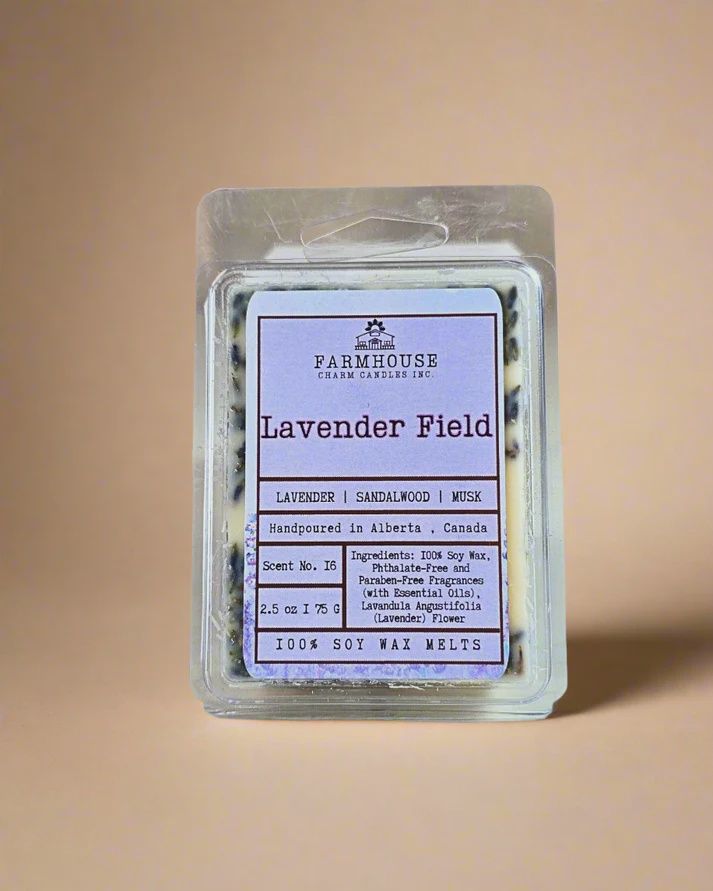 FARMHOUSE
CHARM CANDLES INC.
Lavender Field
LAVENDER | SANDALWOOD | MUSK
Handpoured in Alberta , Canada
Scent No. 16
2.5 oz I 75 G
Ingredients: 100% Soy Wax,
Phthalate-Free and
Paraben-Free Fragrances
(with Essential Oils),
Lavandula Angustifolia
(Lavender) Flower
100% SOY WAX MELTS